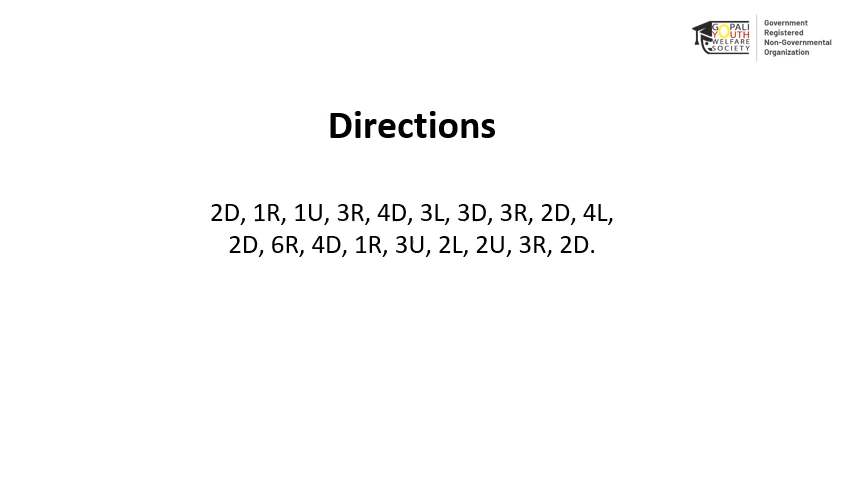 GOPALI
YOUTH
WELFARE
SOCIETY
Government
Registered
Non-Governmental
Organization
Directions
2D, 1R, 1U, 3R, 4D, 3L, 3D, 3R, 2D, 4L,
2D, 6R, 4D, 1R, 3U, 2L, 2U, 3R, 2D.